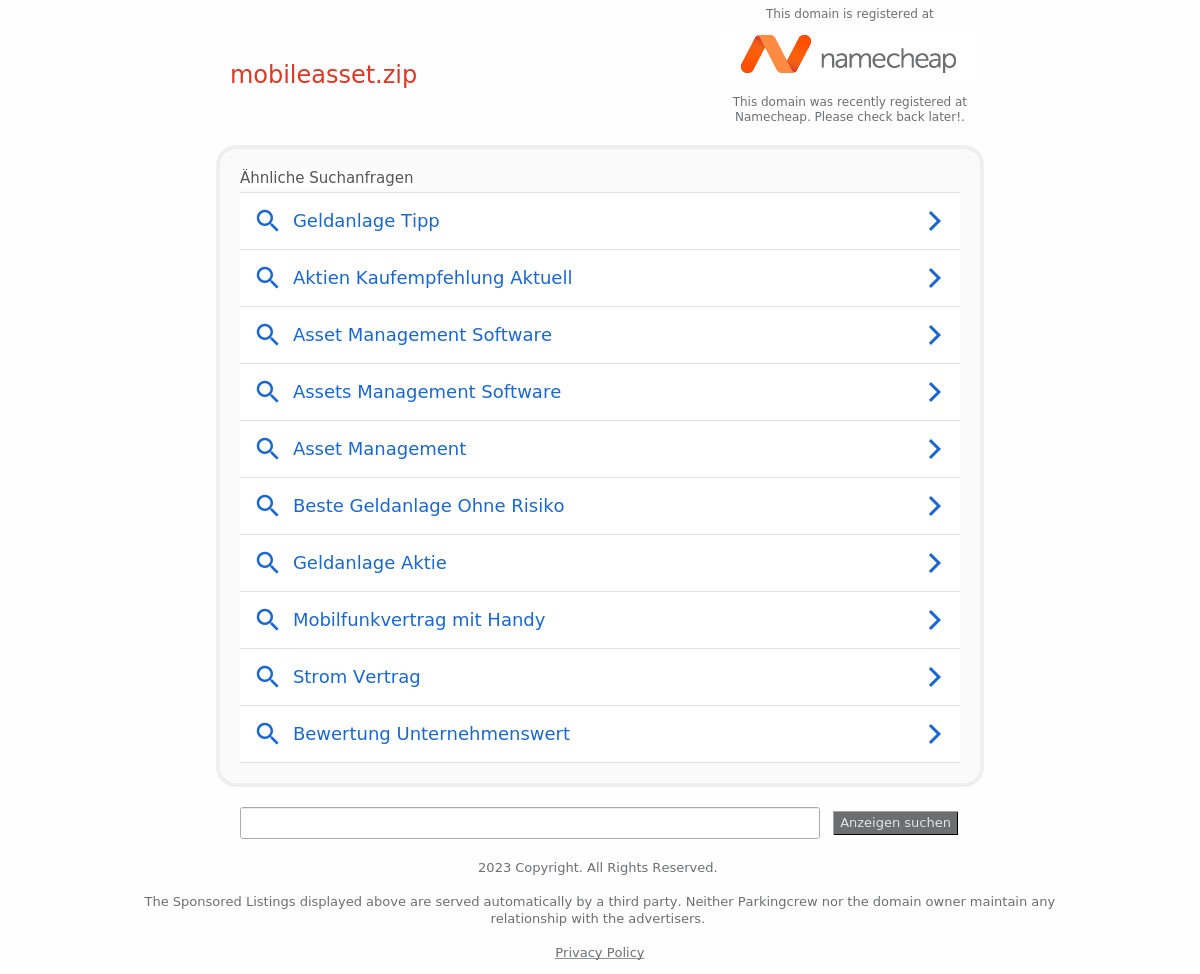 This domain is registered at
namecheap
mobileasset.zip
This domain was recently registered at
Namecheap. Please check back later!.
Ähnliche Suchanfragen
Geldanlage Tipp
Aktien Kaufempfehlung Aktuell
Asset Management Software
Assets Management Software
Asset Management
Beste Geldanlage Ohne Risiko
Geldanlage Aktie
Mobilfunkvertrag mit Handy
Strom Vertrag
Bewertung Unternehmenswert
Anzeigen suchen
2023 Copyright. All Rights Reserved.
The Sponsored Listings displayed above are served automatically by a third party. Neither Parkingcrew nor the domain owner maintain any
relationship with the advertisers.
Privacy Policy